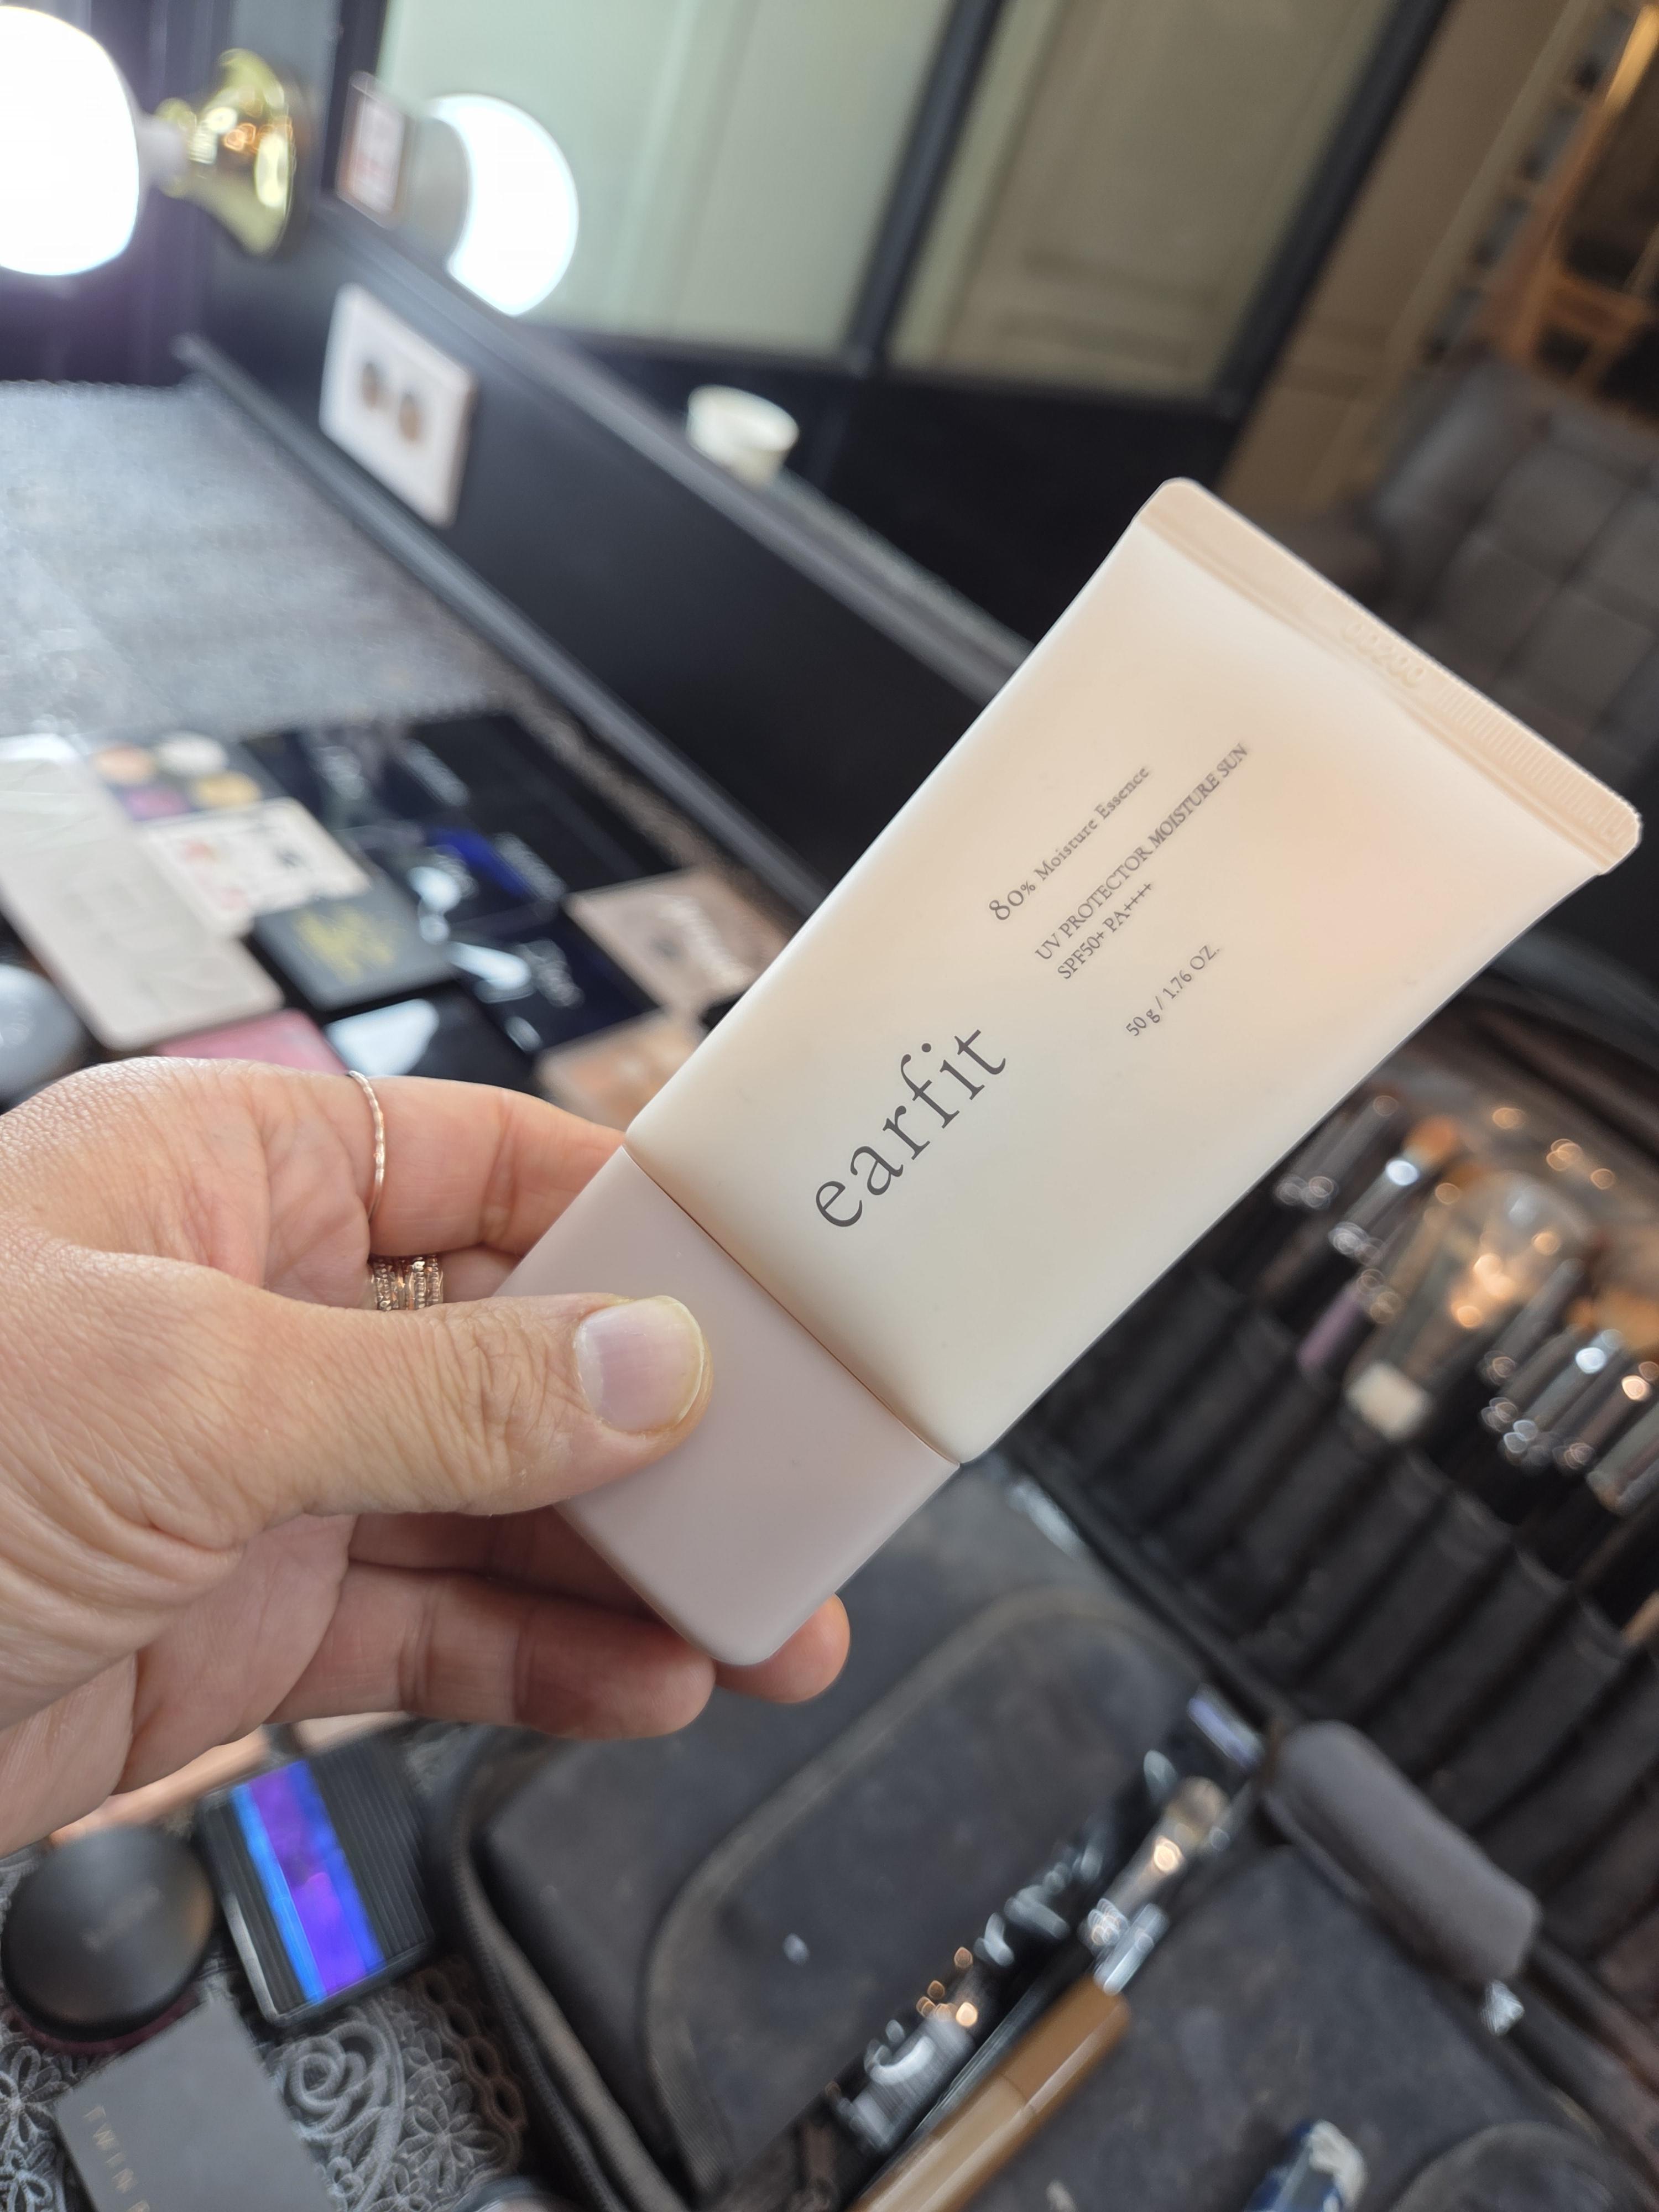 80% Moisture Essence
UV PROTECTOR MOISTURE SUN
SPF50+ PA++++
50 g / 1.76 OZ.
earfit